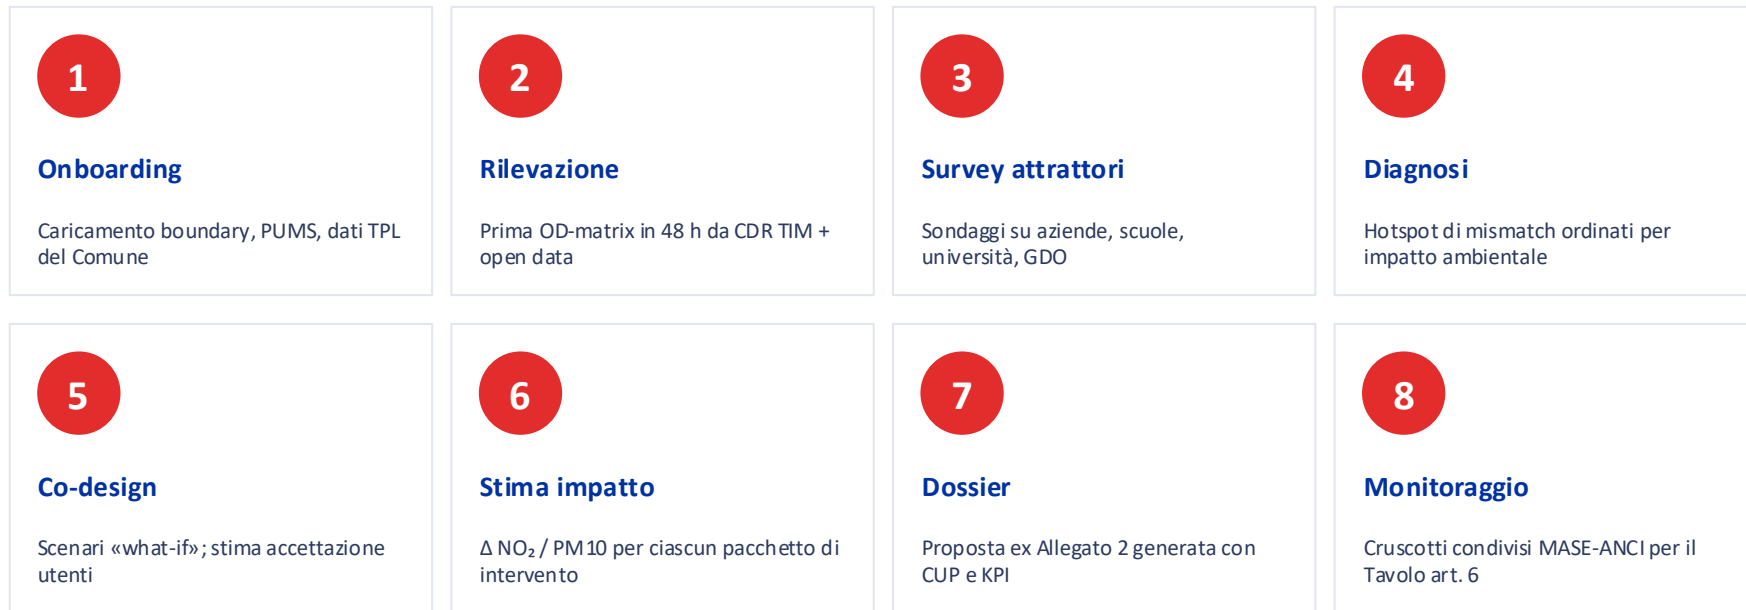 1
Onboarding
Caricamento boundary, PUMS, dati TPL
del Comune
2
Rilevazione
Prima OD-matrix in 48 h da CDR TIM +
open data
3
Survey attrattori
Sondaggi su aziende, scuole,
università, GDO
4
Diagnosi
Hotspot di mismatch ordinati per
impatto ambientale
5
Co-design
Scenari «what-if»; stima accettazione
utenti
6
Stima impatto
Δ NO₂ / PM10 per ciascun pacchetto di
intervento
7
Dossier
Proposta ex Allegato 2 generata con
CUP e KPI
8
Monitoraggio
Cruscotti condivisi MASE-ANCI per il
Tavolo art. 6